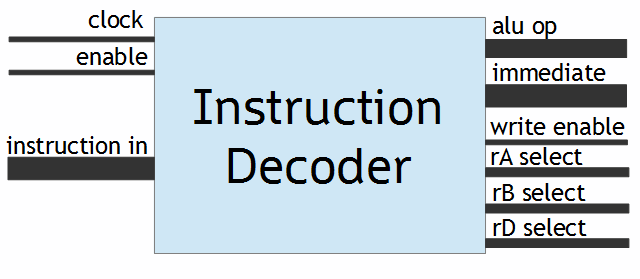 clock
enable
instruction in
Instruction
Decoder
alu op
immediate
write enable
rA select
rB select
rD select